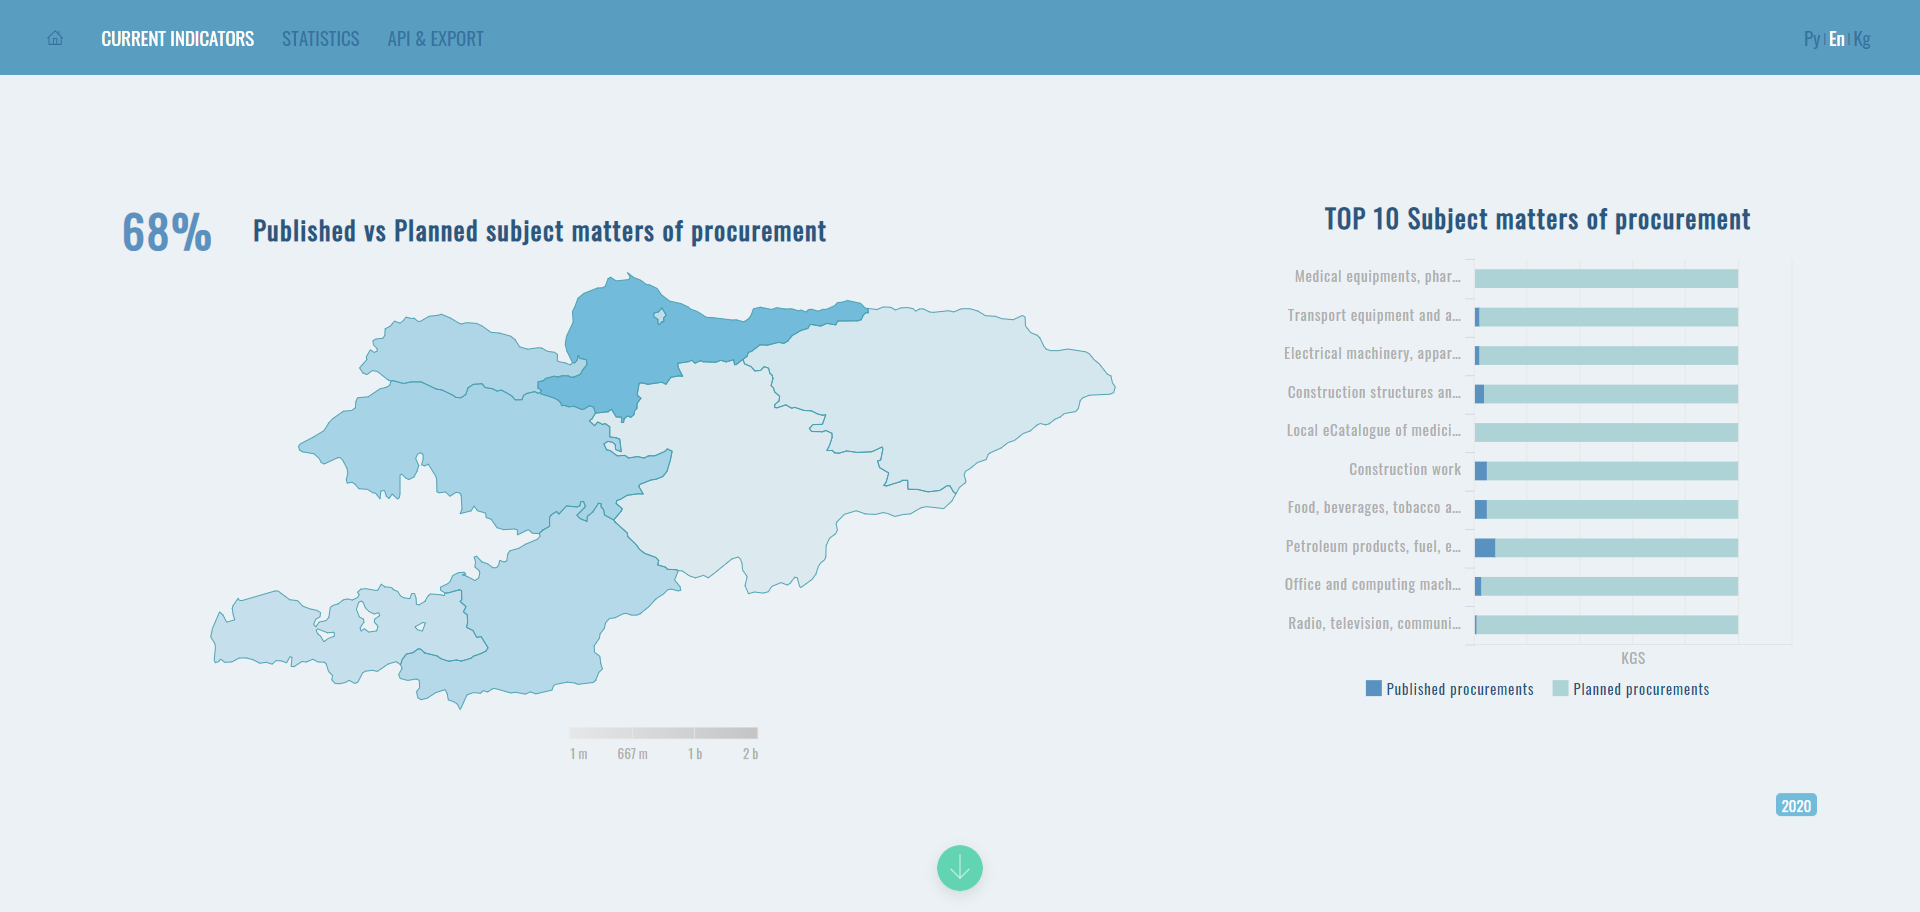 CURRENT INDICATORS STATISTICS API & EXPORT Ру En Kg
68% Published vs Planned subject matters of procurement
1 m 667 m 1 b 2 b
TOP 10 Subject matters of procurement
Medical equipments, phar...
Transport equipment and a...
Electrical machinery, appar...
Construction structures an...
Local eCatalogue of medici...
Construction work
Food, beverages, tobacco a...
Petroleum products, fuel, e...
Office and computing mach...
Radio, television, communi...
KGS
Published procurements Planned procurements
2020